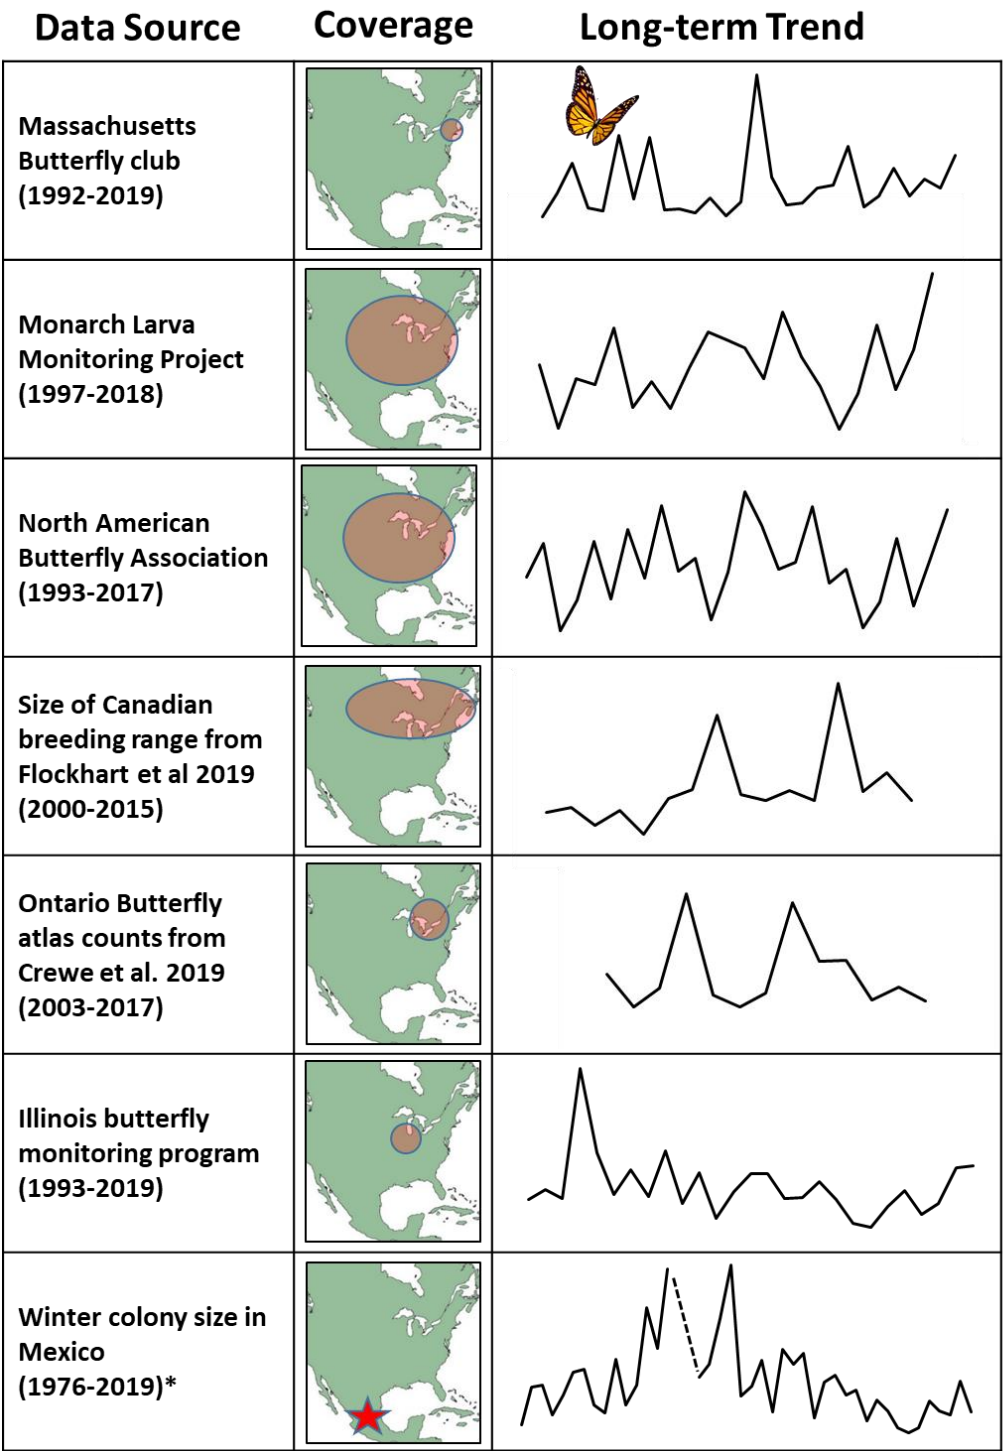 Data Source Coverage Long-term Trend
Massachusetts
Butterfly club
(1992-2019)
Monarch Larva
Monitoring Project
(1997-2018)
North American
Butterfly Association
(1993-2017)
Size of Canadian
breeding range from
Flockhart et al 2019
(2000-2015)
Ontario Butterfly
atlas counts from
Crewe et al. 2019
(2003-2017)
Illinois butterfly
monitoring program
(1993-2019)
Winter colony size in
Mexico
(1976-2019)*